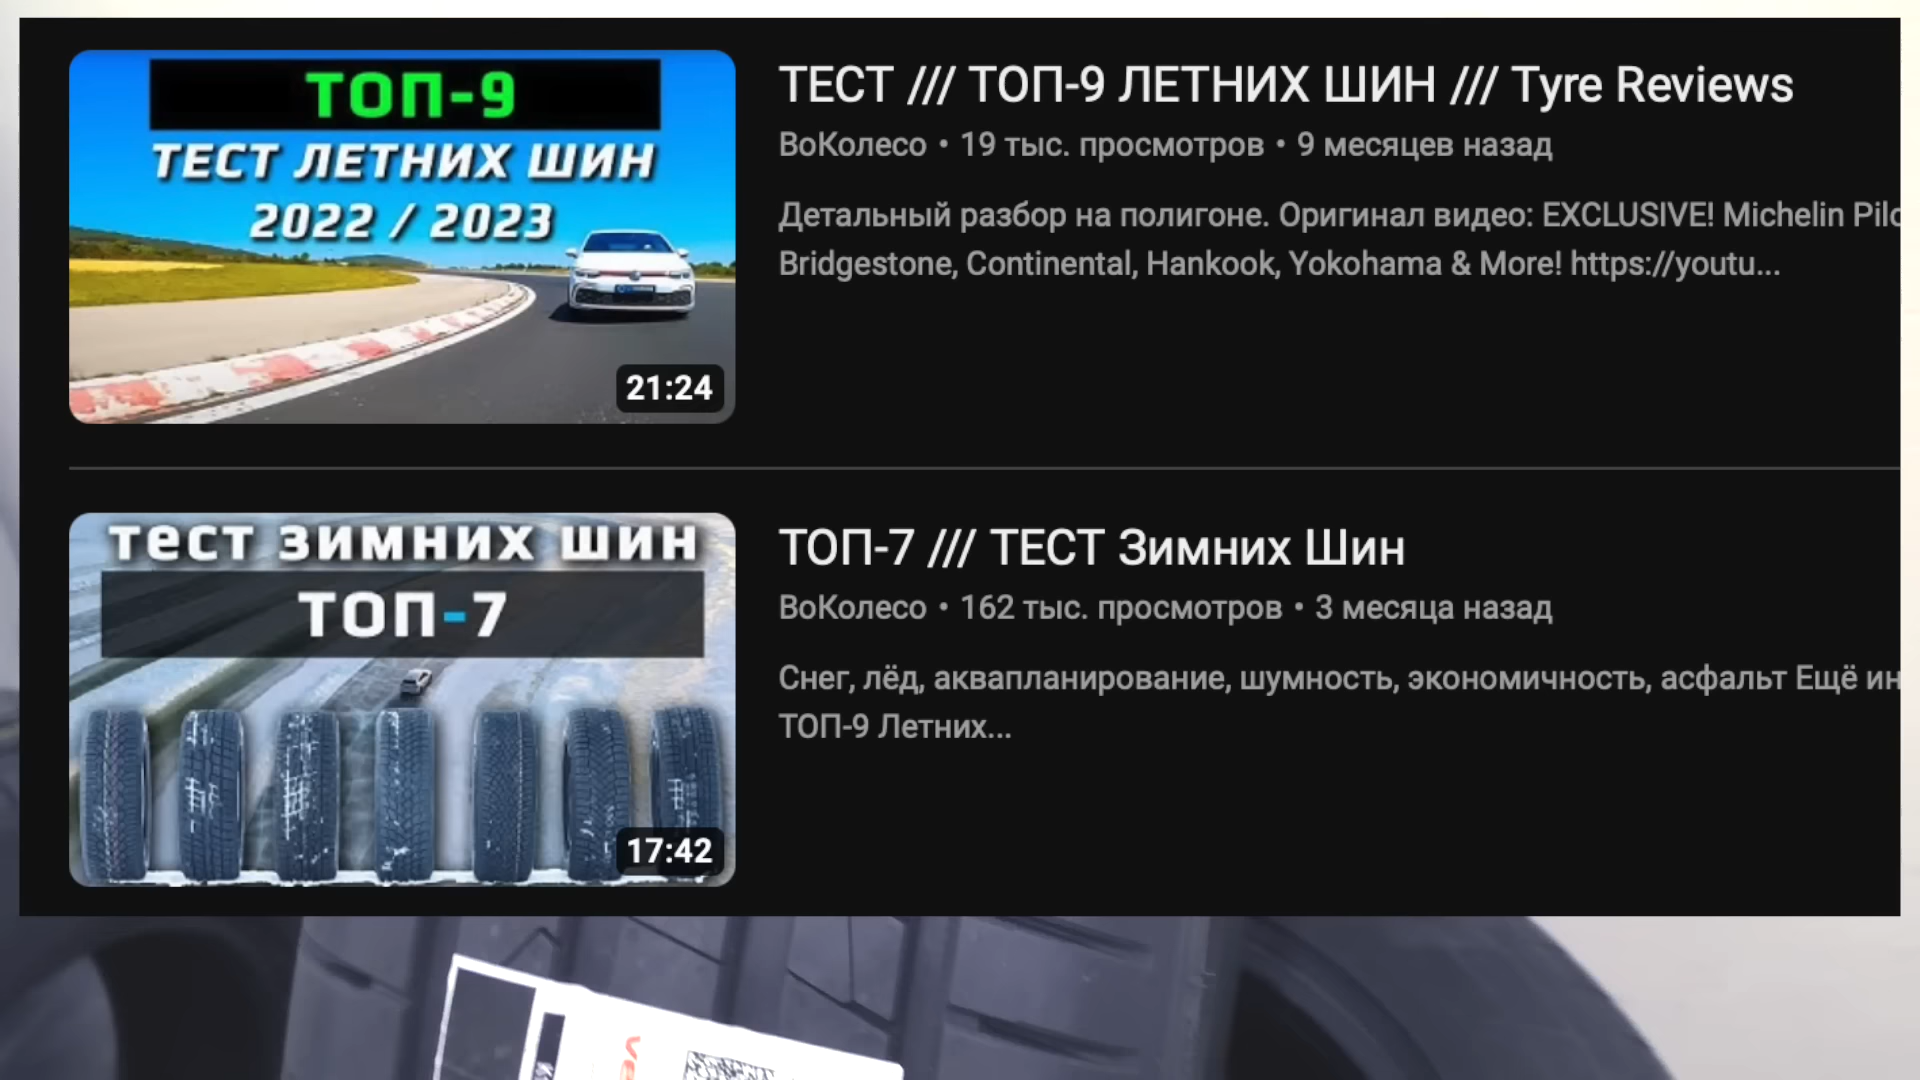 ТОП-9
ТЕСТ ЛЕТНИХ ШИН
2022 / 2023
21:24
ТЕСТ /// ТОП-9 ЛЕТНИХ ШИН /// Tyre Reviews
ВоКолесо • 19 тыс. просмотров • 9 месяцев назад
Детальный разбор на полигоне. Оригинал видео: EXCLUSIVE! Michelin
Bridgestone, Continental, Hankook, Yokohama & More! https://youtu...
тест зимних шин
ТОП-7
17:42
ТОП-7 /// ТЕСТ Зимних Шин
ВоКолесо • 162 тыс. просмотров • 3 месяца назад
Снег, лёд, аквапланирование, шумность, экономичность, асфальт Ещё
ТОП-9 Летних...